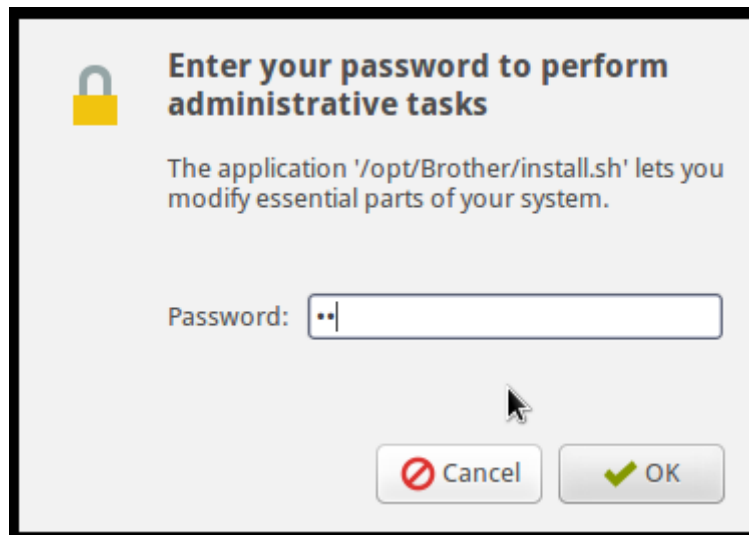 Enter your password to perform
administrative tasks
The application '/opt/Brother/install.sh' lets you
modify essential parts of your system.
Password: ••
Cancel OK